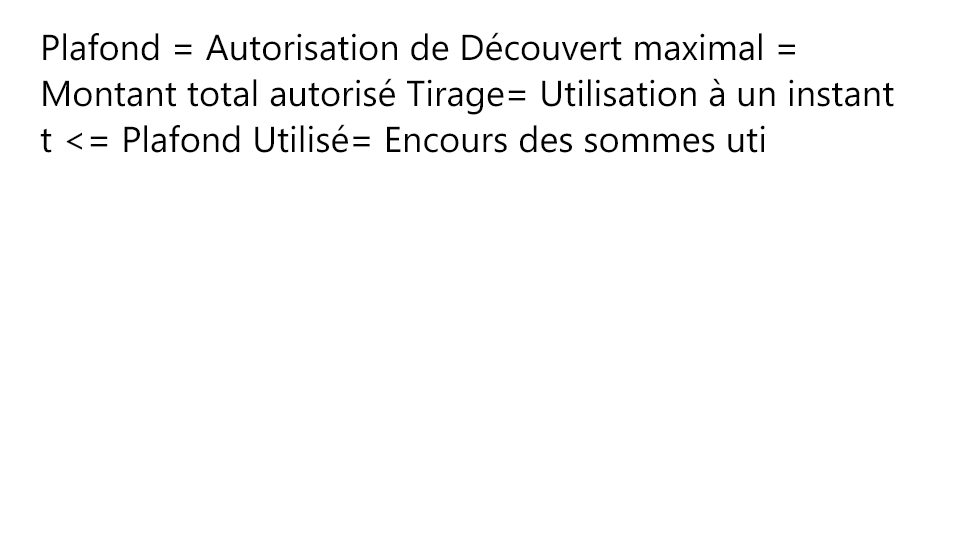 Plafond = Autorisation de Découvert maximal =
Montant total autorisé Tirage= Utilisation à un instant
t <= Plafond Utilisé= Encours des sommes uti